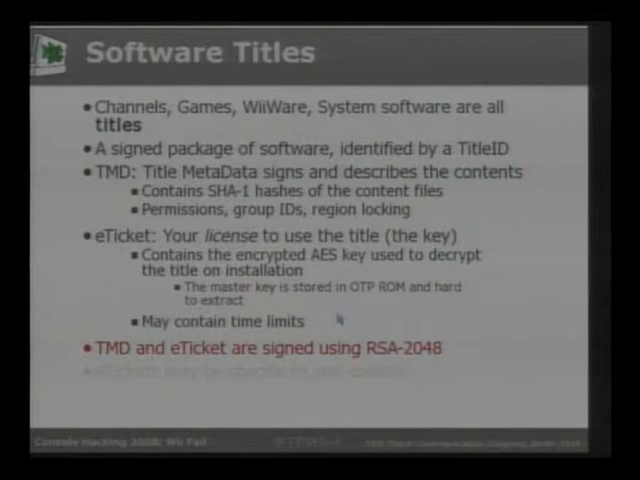 Software Titles
• Channels, Games, WiiWare, System software are all
titles
• A signed package of software, identified by a TitleID
• TMD: Title MetaData signs and describes the contents
▪ Contains SHA-1 hashes of the content files
▪ Permissions, group IDs, region locking
• eTicket: Your license to use the title (the key)
▪ Contains the encrypted AES key used to decrypt
the title on installation
▪ The master key is stored in OTP ROM and hard
to extract
▪ May contain time limits
• TMD and eTicket are signed using RSA-2048
Console Hacking 2008: Wii Fail